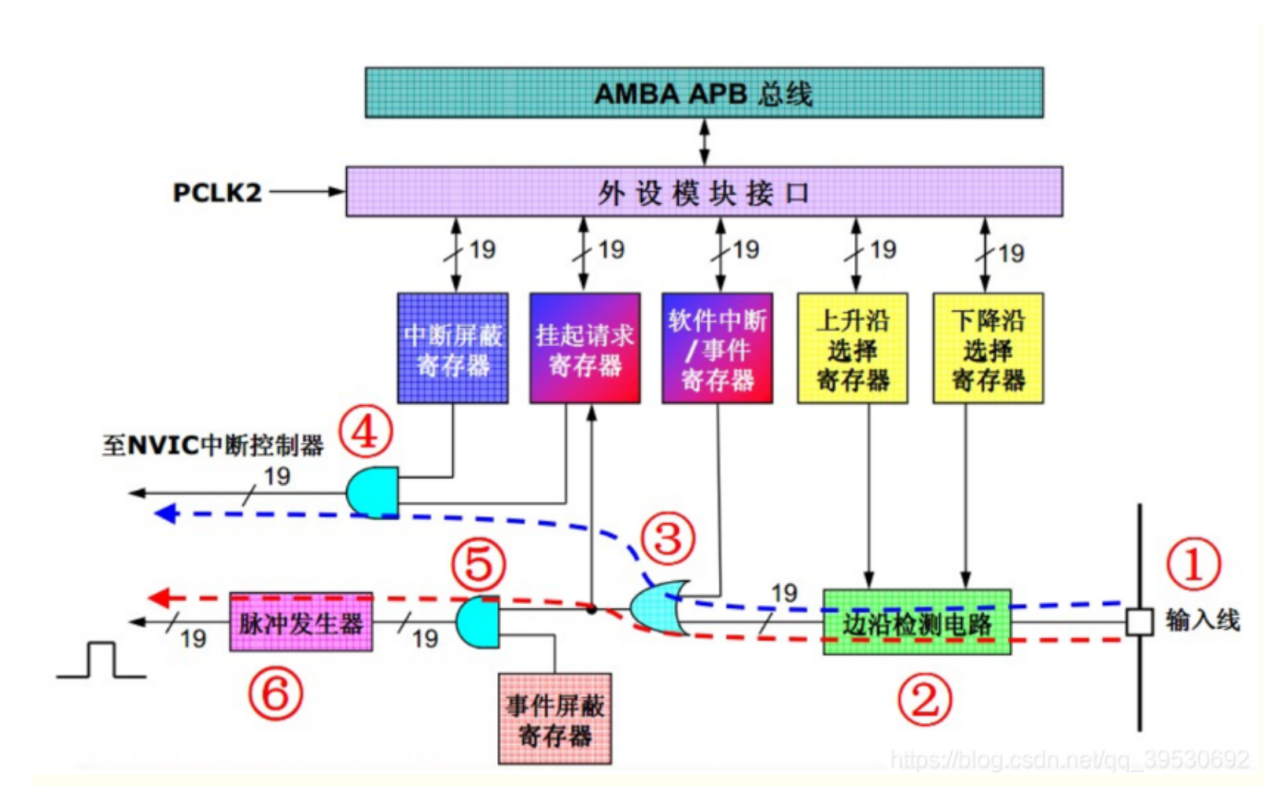 AMBA APB 总线
PCLK2
外设模块接口
19
19
19
19
19
中断屏蔽
寄存器
挂起请求
寄存器
软件中断
/事件
寄存器
上升沿
选择
寄存器
下降沿
选择
寄存器
④
至NVIC中断控制器
19
③
①
⑤
19
输入线
脉冲发生器
边沿检测电路
19
19
⑥
②
事件屏蔽
寄存器
https://blog.csdn.net/qq_39530692